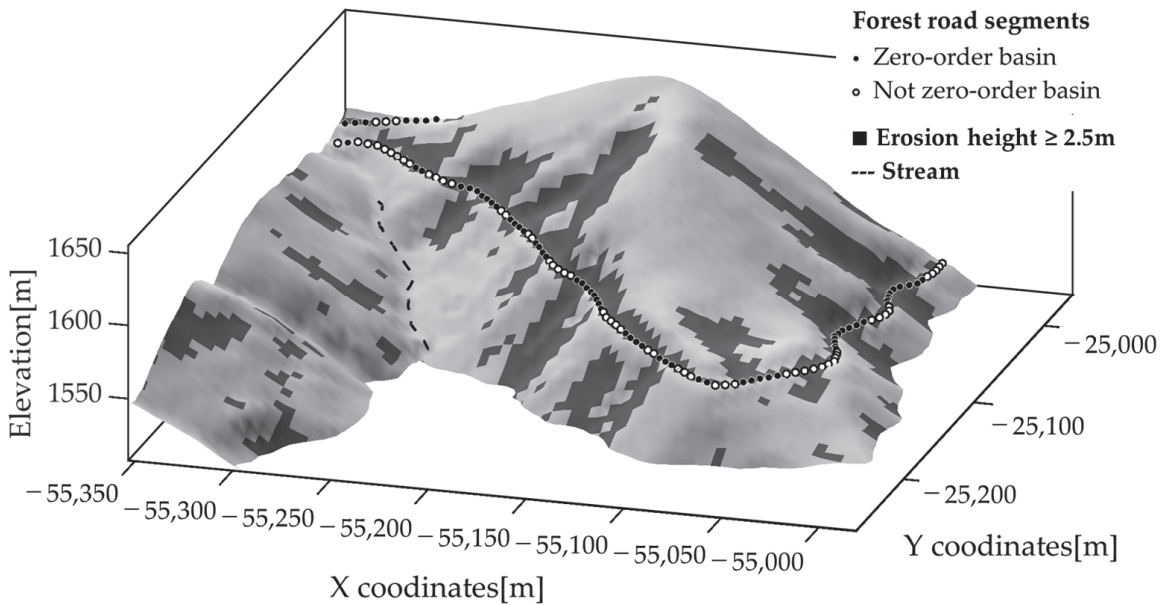 Forest road segments
Zero-order basin
Not zero-order basin
Erosion height ≥ 2.5m
--- Stream
Elevation[m]
1650
1600
1550
−55,350
−55,300
−55,250
−55,200
−55,150
−55,100
−55,050
−55,000
X coodinates[m]
−25,000
−25,100
−25,200
Y coodinates[m]